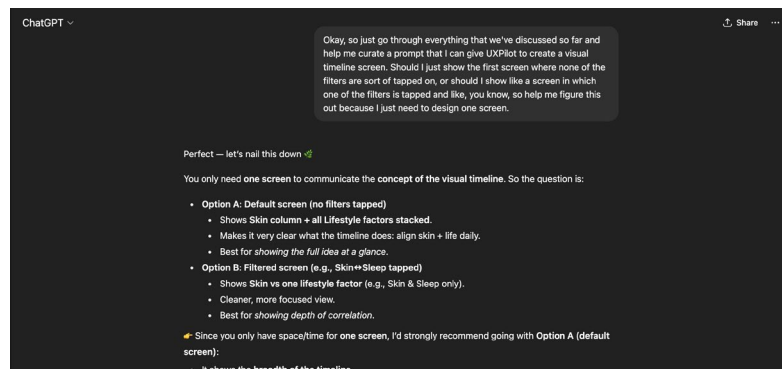 ChatGPT
Share
Okay, so just go through everything that we've discussed so far and
help me curate a prompt that I can give UXPilot to create a visual
timeline screen. Should I just show the first screen where none of the
filters are sort of tapped on, or should I show like a screen in which
one of the filters is tapped and like, you know, so help me figure this
out because I just need to design one screen.
Perfect — let's nail this down 🌿
You only need one screen to communicate the concept of the visual timeline. So the question is:
• Option A: Default screen (no filters tapped)
• Shows Skin column + all Lifestyle factors stacked.
• Makes it very clear what the timeline does: align skin + life daily.
• Best for showing the full idea at a glance.
• Option B: Filtered screen (e.g., Skin↔Sleep tapped)
• Shows Skin vs one lifestyle factor (e.g., Skin & Sleep only).
• Cleaner, more focused view.
• Best for showing depth of correlation.
👉 Since you only have space/time for one screen, I'd strongly recommend going with Option A (default
screen):
• It shows the breadth of the timeline